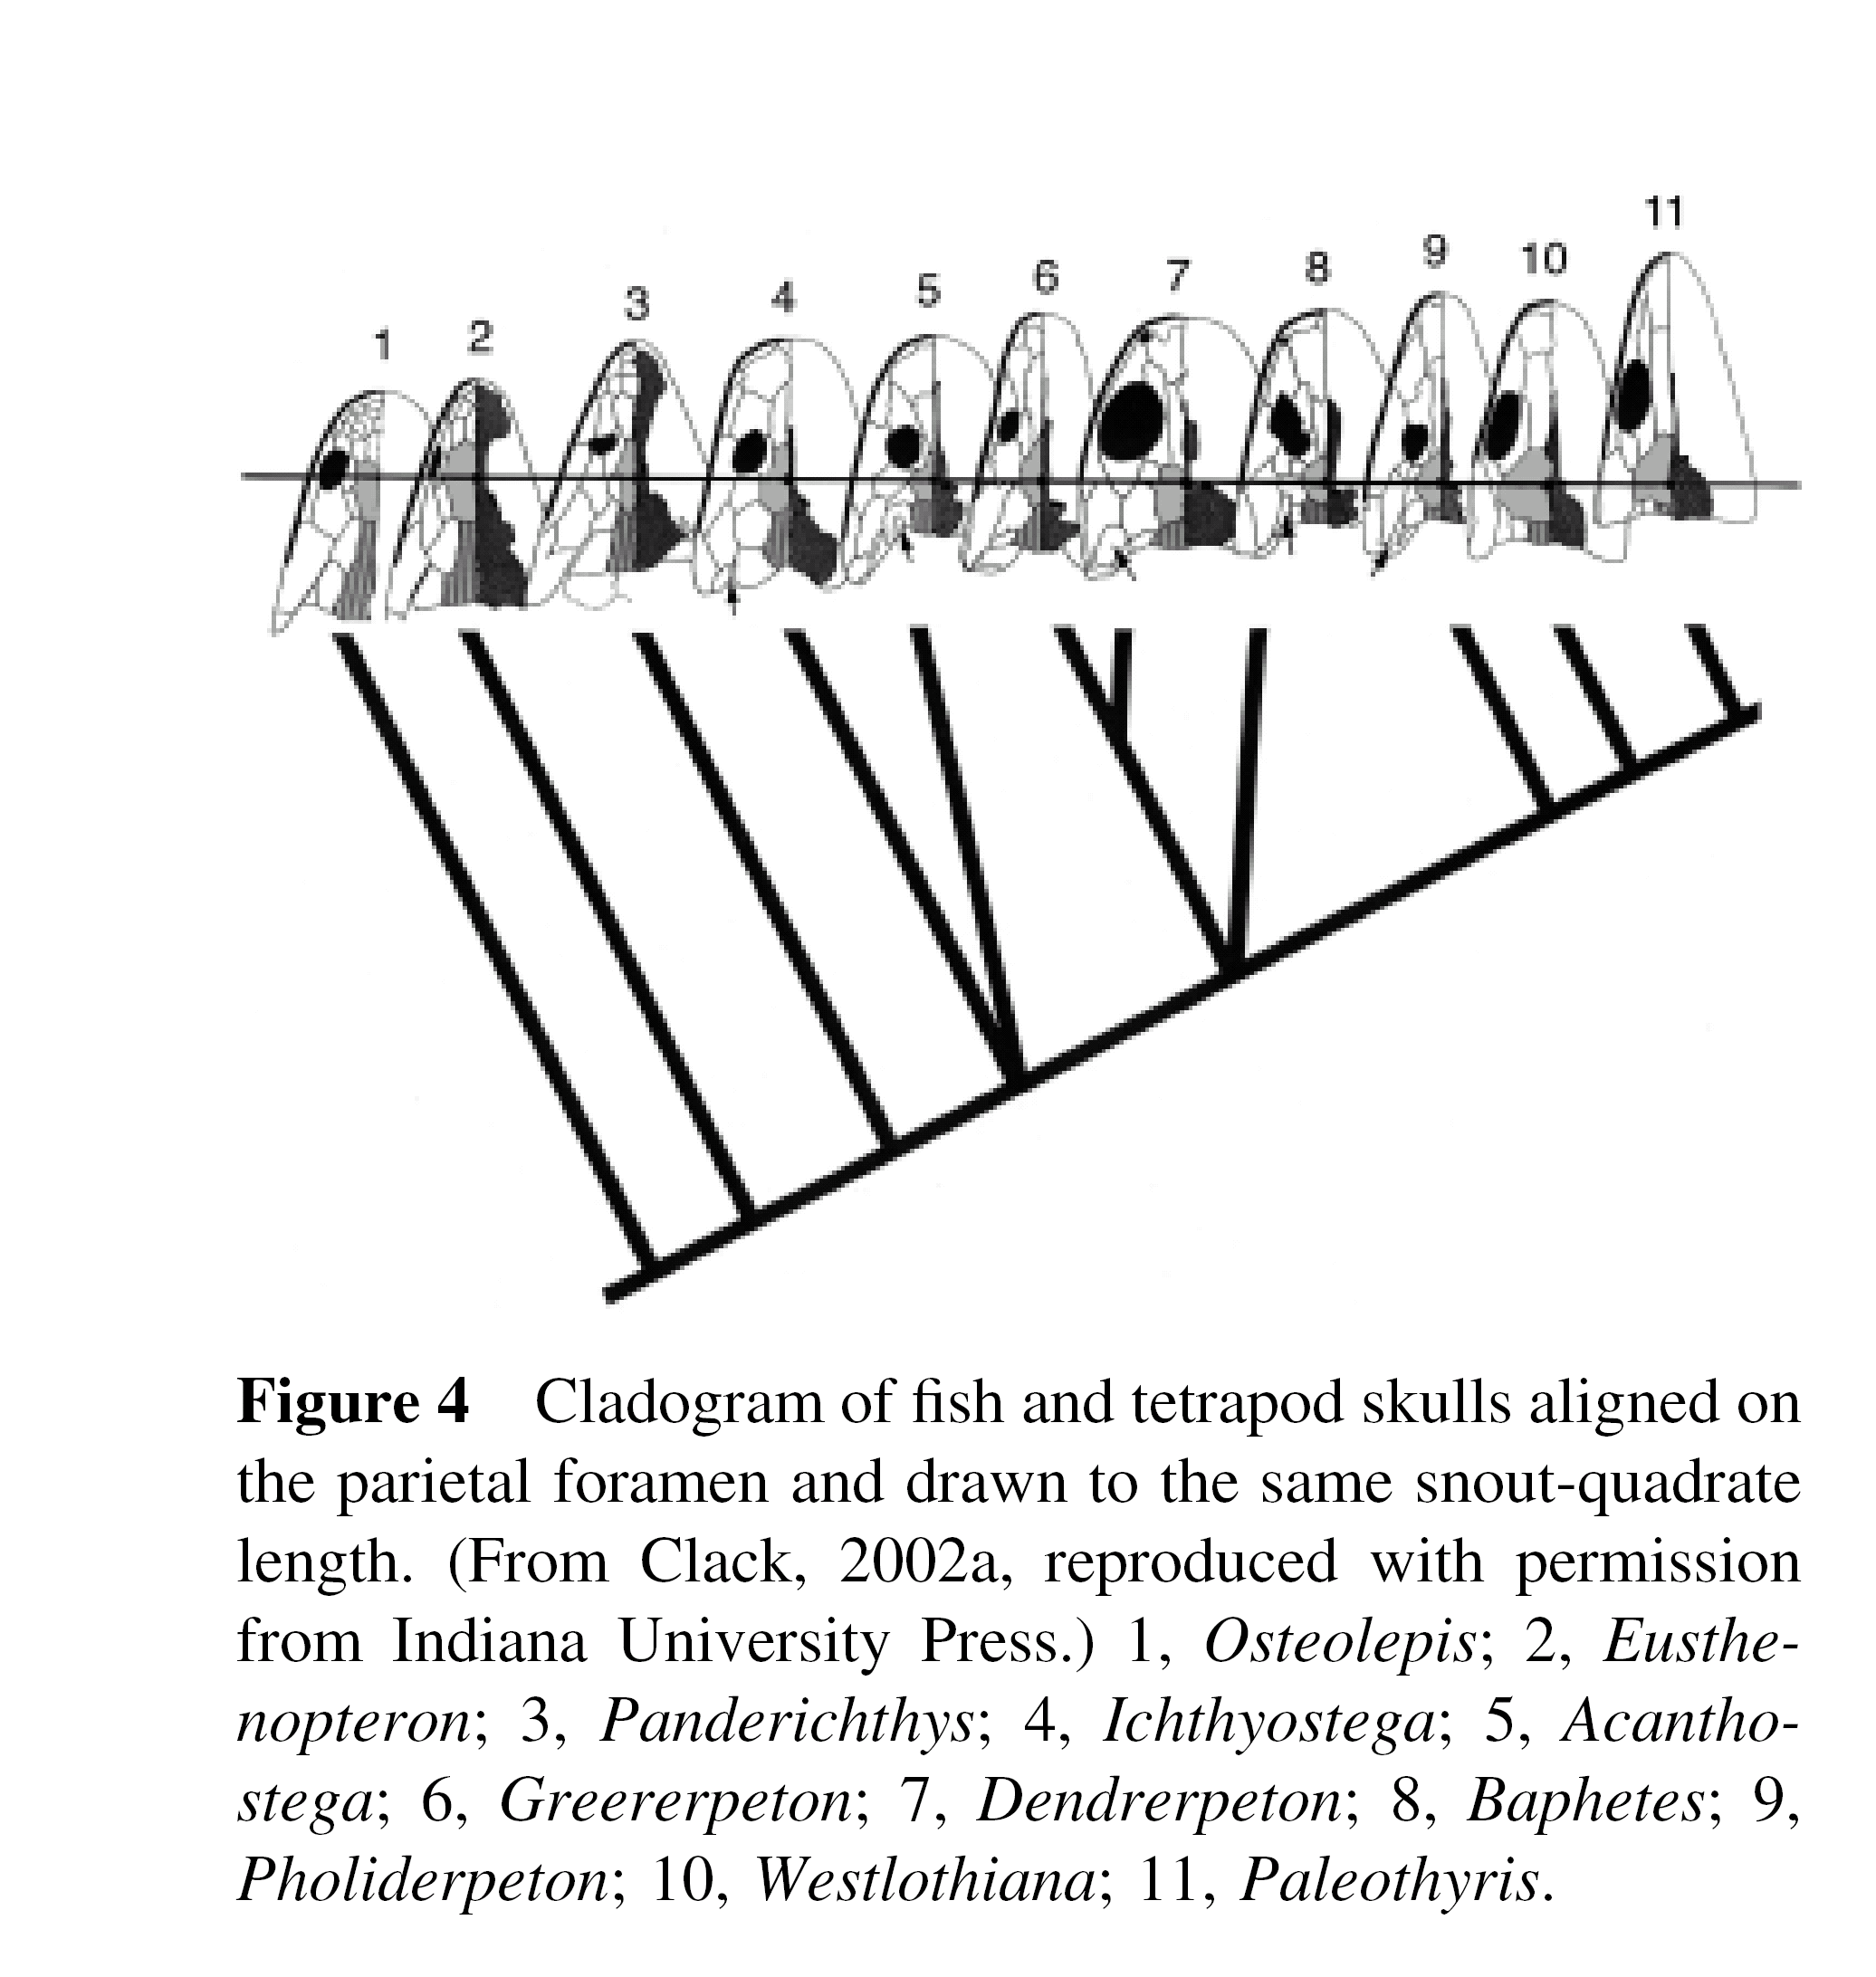 1 2 3 4 5 6 7 8 9 10 11
Figure 4 Cladogram of fish and tetrapod skulls aligned on
the parietal foramen and drawn to the same snout-quadrate
length. (From Clack, 2002a, reproduced with permission
from Indiana University Press.) 1, Osteolepis; 2, Eusthe-
nopteron; 3, Panderichthys; 4, Ichthyostega; 5, Acantho-
stega; 6, Greererpeton; 7, Dendrerpeton; 8, Baphetes; 9,
Pholiderpeton; 10, Westlothiana; 11, Paleothyris.